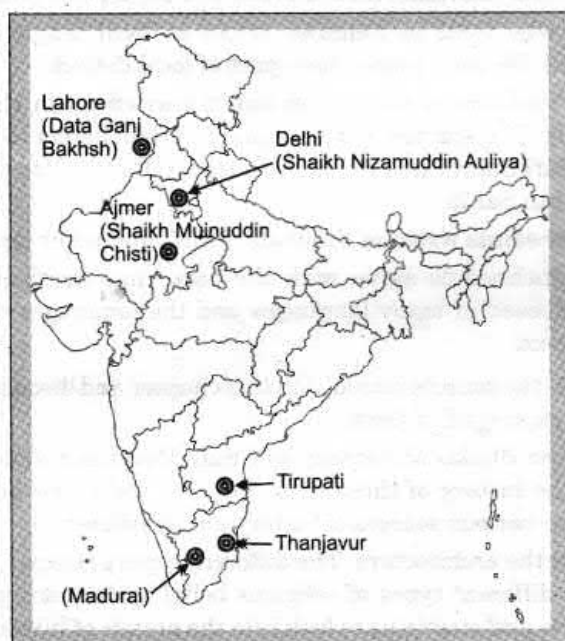 Lahore
(Data Ganj
Bakhsh)
Delhi
(Shaikh Nizamuddin Auliya)
Ajmer
(Shaikh Muinuddin
Chisti)
Tirupati
Thanjavur
(Madurai)